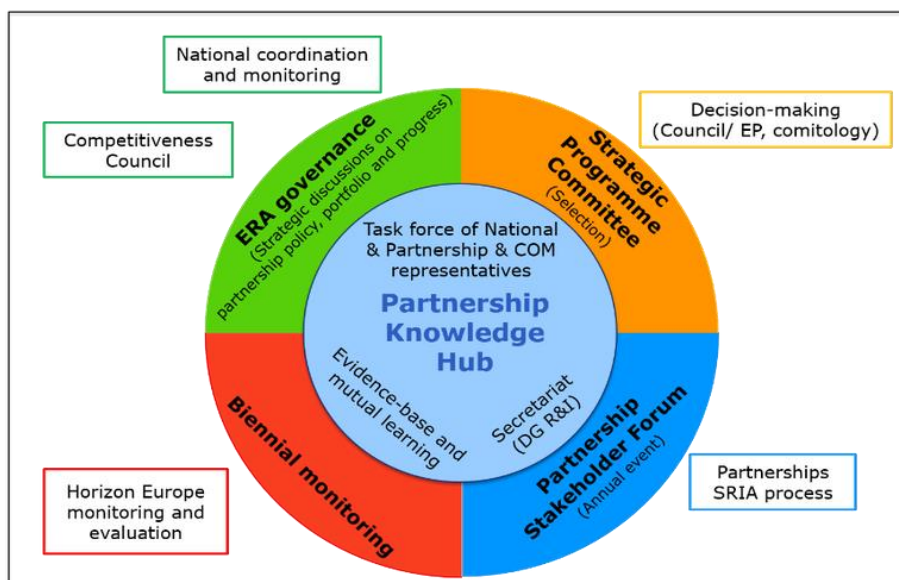 National coordination
and monitoring
Competitiveness
Council
ERA governance
(Strategic discussions on
partnership policy, portfolio and progress)
Strategic
Programme
Committee
(Selection)
Decision-making
(Council/ EP, comitology)
Task force of National
& Partnership & COM
representatives
Partnership
Knowledge
Hub
Evidence-base and
mutual learning
Secretariat
(DG R&I)
Biennial monitoring
Horizon Europe
monitoring and
evaluation
Partnership
Stakeholder Forum
(Annual event)
Partnerships
SRIA process